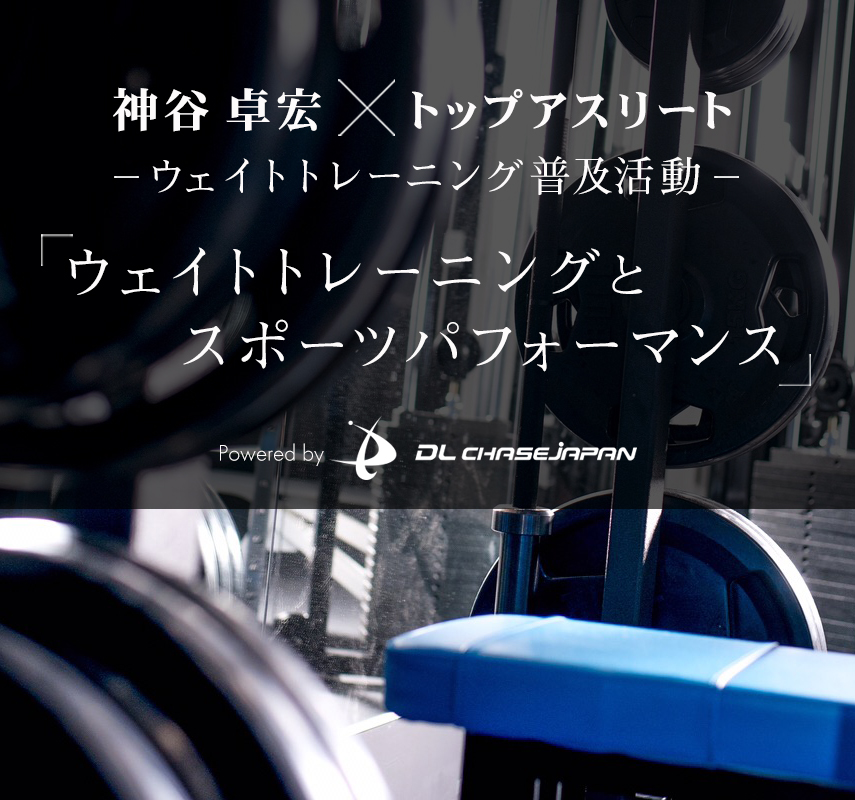 神谷 卓宏×トップアスリート
－ウェイトトレーニング普及活動－
「ウェイトトレーニングと
スポーツパフォーマンス」
Powered by DL CHASEJAPAN